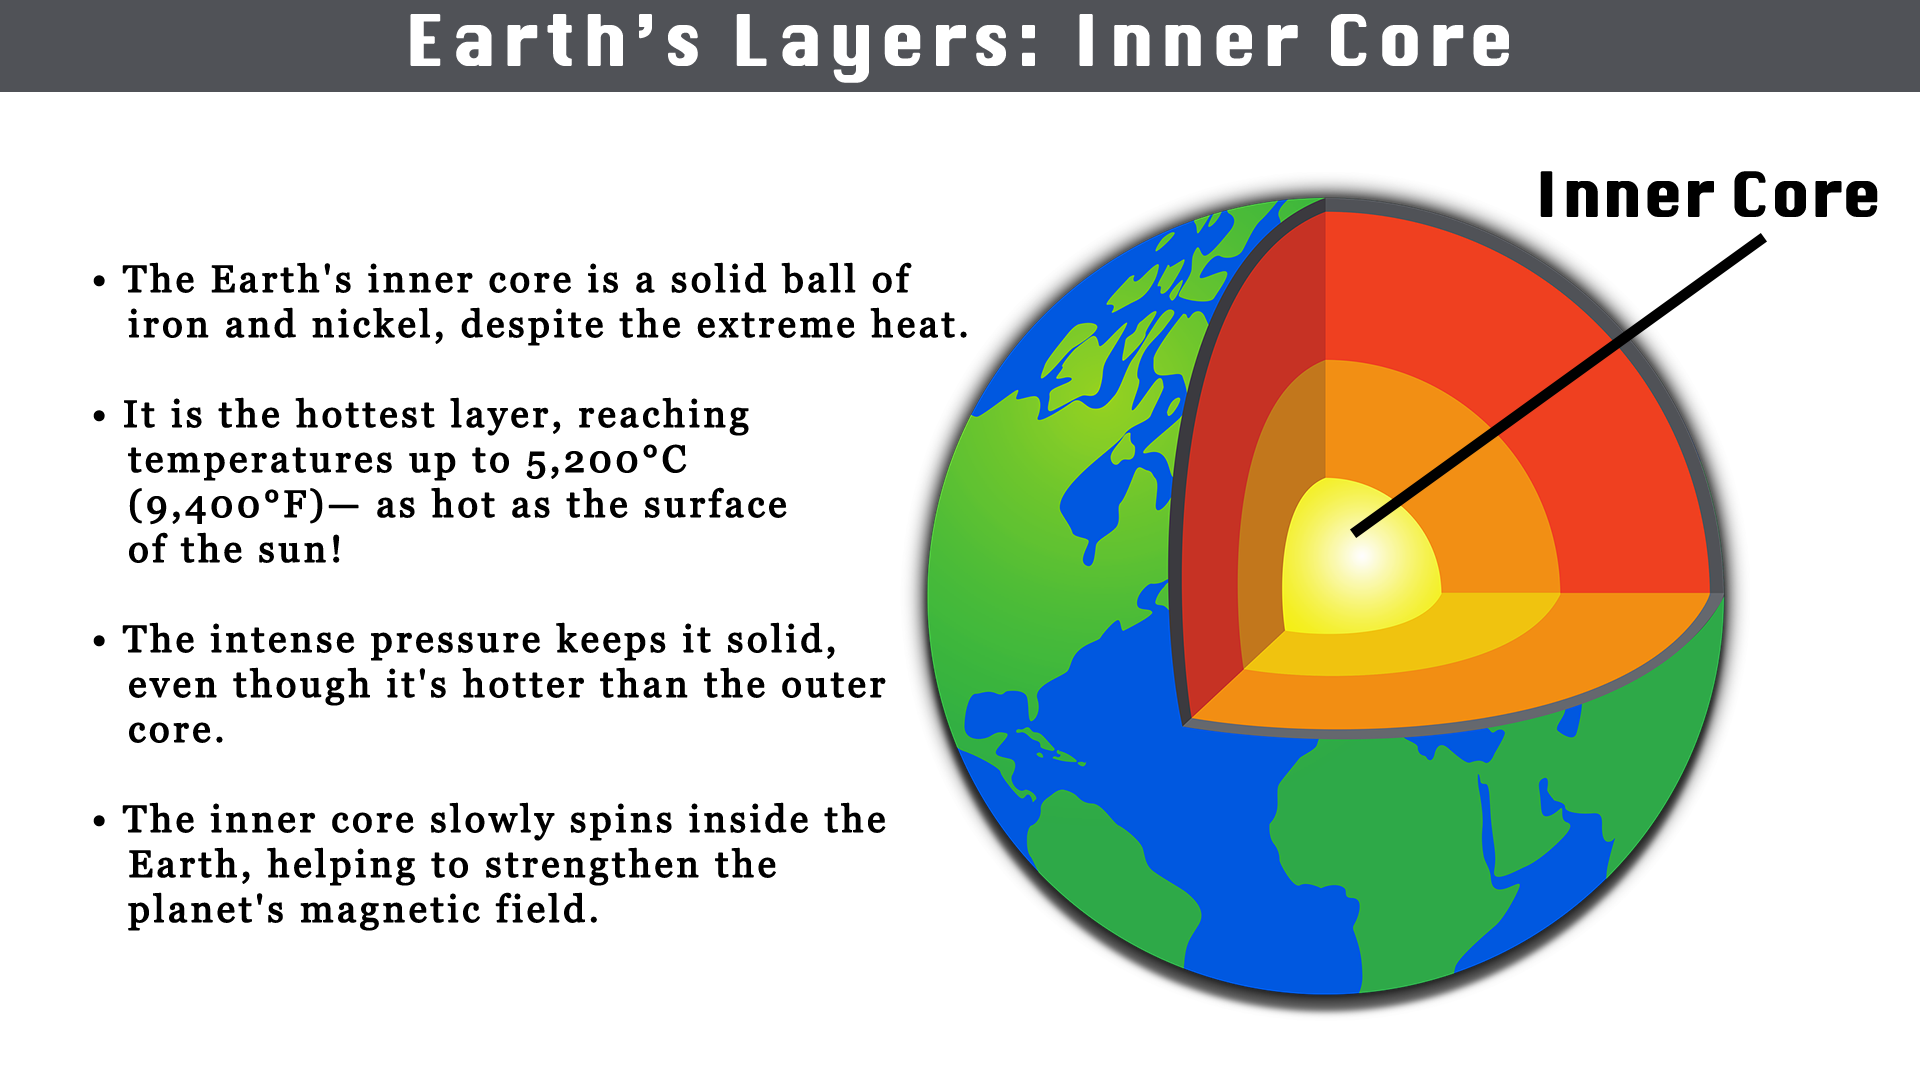 Earth's Layers: Inner Core
Inner Core
• The Earth's inner core is a solid ball of
iron and nickel, despite the extreme heat.
• It is the hottest layer, reaching
temperatures up to 5,200°C
(9,400°F)— as hot as the surface
of the sun!
• The intense pressure keeps it solid,
even though it's hotter than the outer
core.
• The inner core slowly spins inside the
Earth, helping to strengthen the
planet's magnetic field.